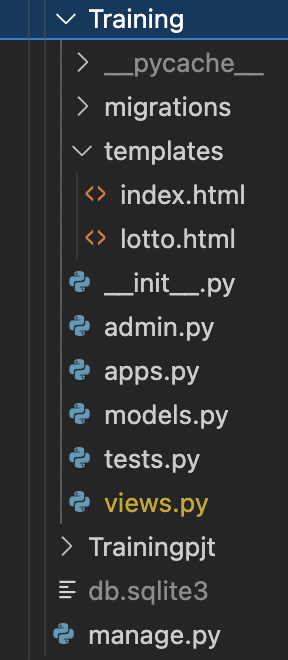 Training
__pycache__
migrations
templates
index.html
lotto.html
__init__.py
admin.py
apps.py
models.py
tests.py
views.py
Trainingpjt
db.sqlite3
manage.py